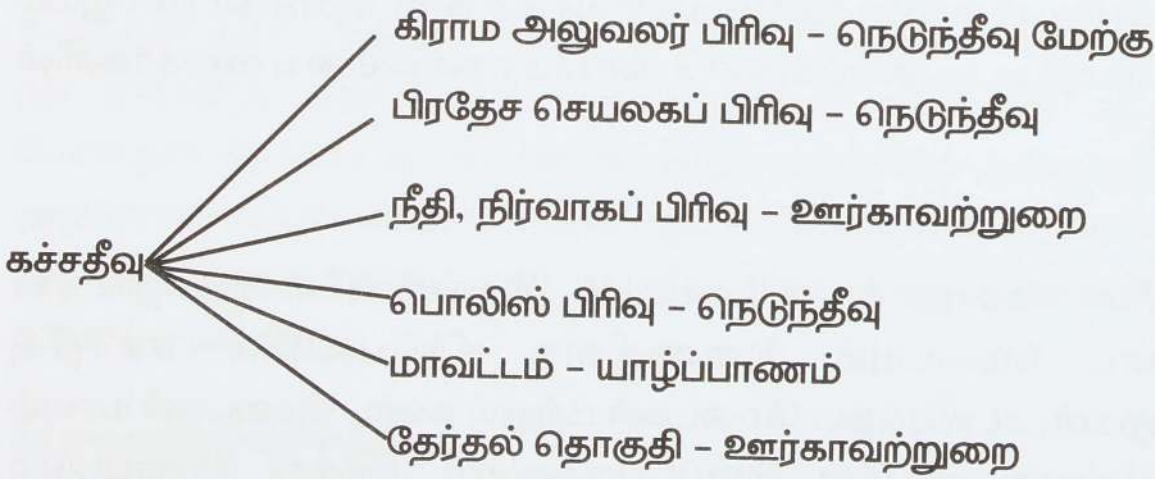 கிராம அலுவலர் பிரிவு – நெடுந்தீவு மேற்கு
பிரதேச செயலகப் பிரிவு – நெடுந்தீவு
நீதி, நிர்வாகப் பிரிவு – ஊர்காவற்றுறை
கச்சதீவு
பொலிஸ் பிரிவு – நெடுந்தீவு
மாவட்டம் – யாழ்ப்பாணம்
தேர்தல் தொகுதி – ஊர்காவற்றுறை